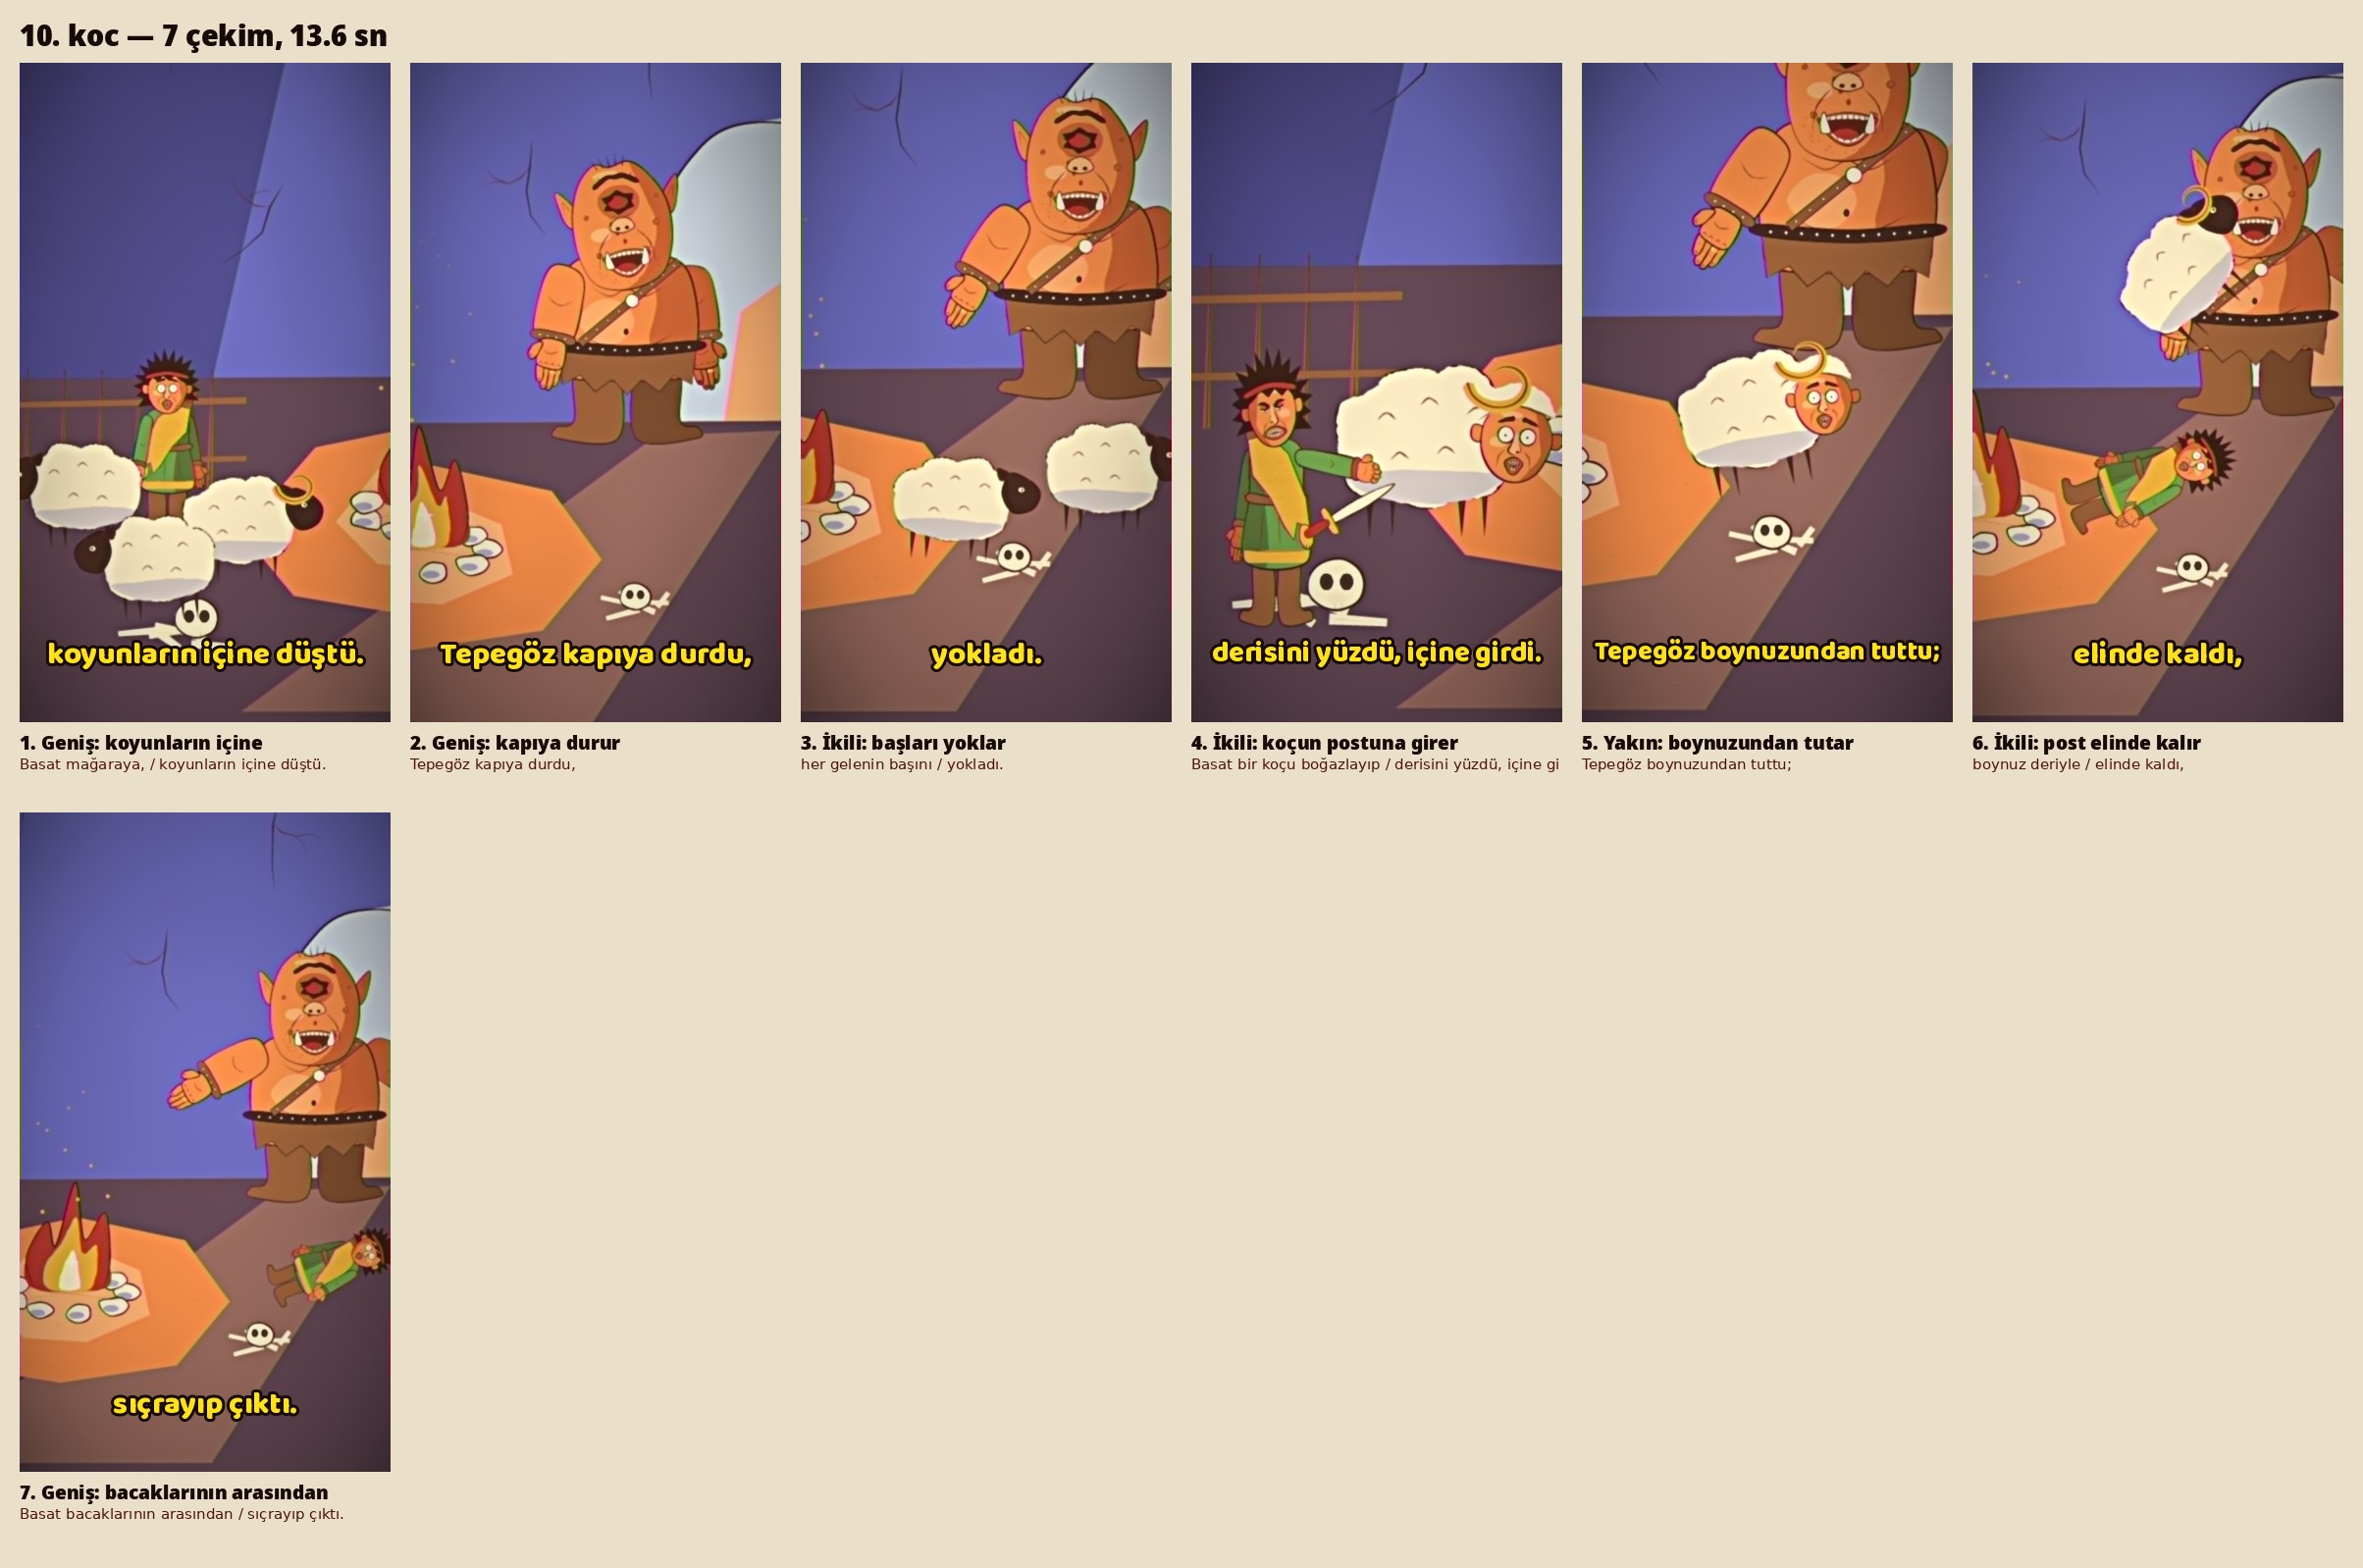 10. koc — 7 çekim, 13.6 sn
koyunların içine düştü.
Tepegöz kapıya durdu,
yokladı.
derisini yüzdü, içine girdi.
Tepegöz boynuzundan tuttu;
elinde kaldı,
1. Geniş: koyunların içine
Basat mağaraya, / koyunların içine düştü.
2. Geniş: kapıya durur
Tepegöz kapıya durdu,
3. İkili: başları yoklar
her gelenin başını / yokladı.
4. İkili: koçun postuna girer
Basat bir koçu boğazlayıp / derisini yüzdü, içine gi
5. Yakın: boynuzundan tutar
Tepegöz boynuzundan tuttu;
6. İkili: post elinde kalır
boynuz deriyle / elinde kaldı,
sıçrayıp çıktı.
7. Geniş: bacaklarının arasından
Basat bacaklarının arasından / sıçrayıp çıktı.